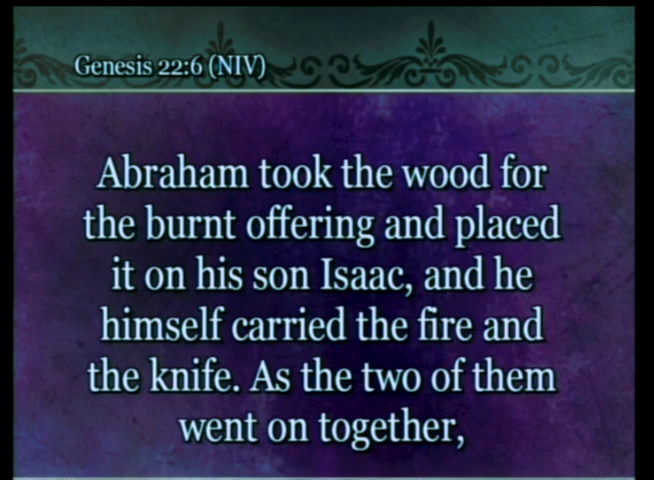 Genesis 22:6 (NIV)
Abraham took the wood for
the burnt offering and placed
it on his son Isaac, and he
himself carried the fire and
the knife. As the two of them
went on together,